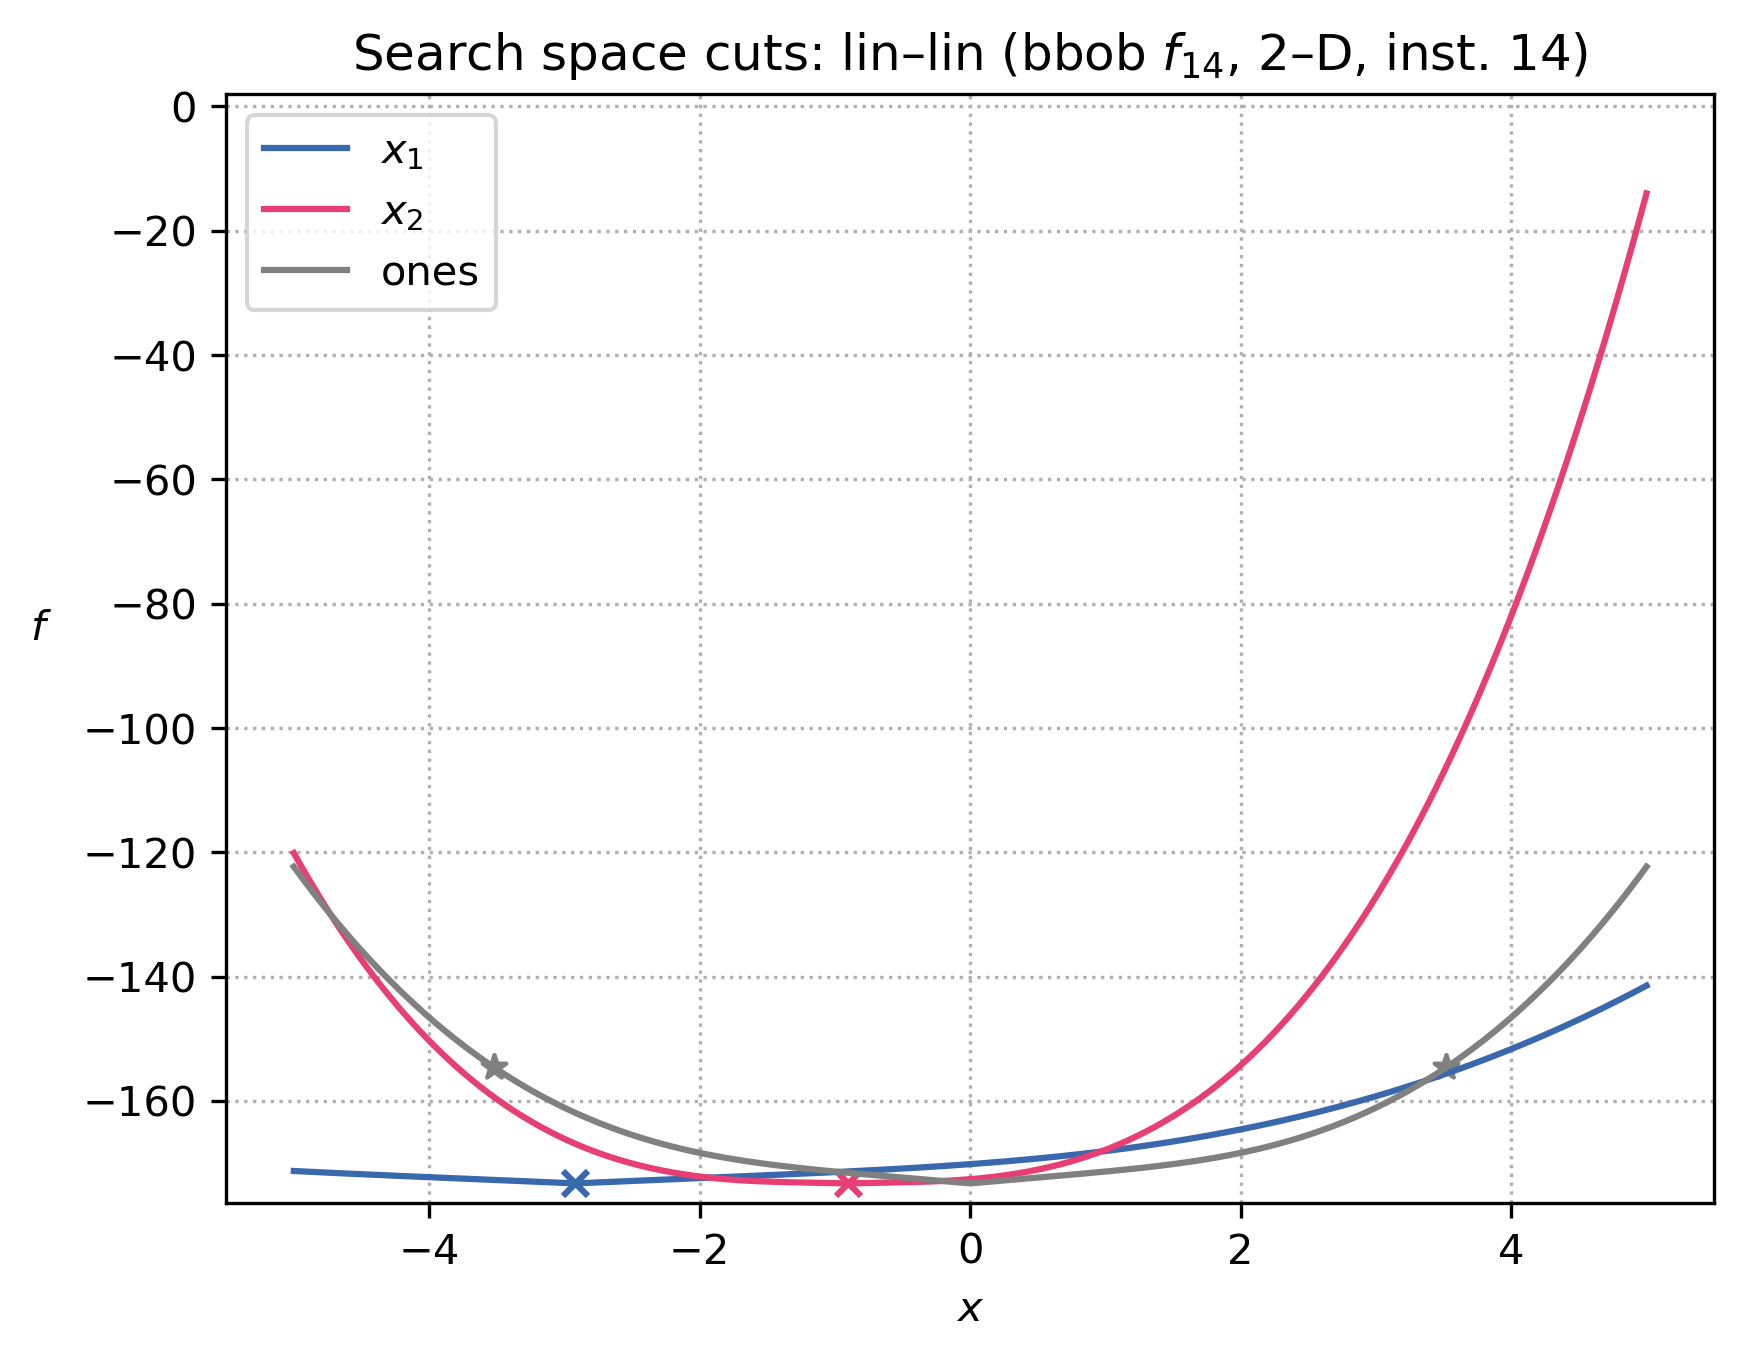 Search space cuts: lin–lin (bbob f₁₄, 2–D, inst. 14)
0
−20
−40
−60
−80
−100
−120
−140
−160
x₁
x₂
ones
f
−4
−2
0
2
4
x